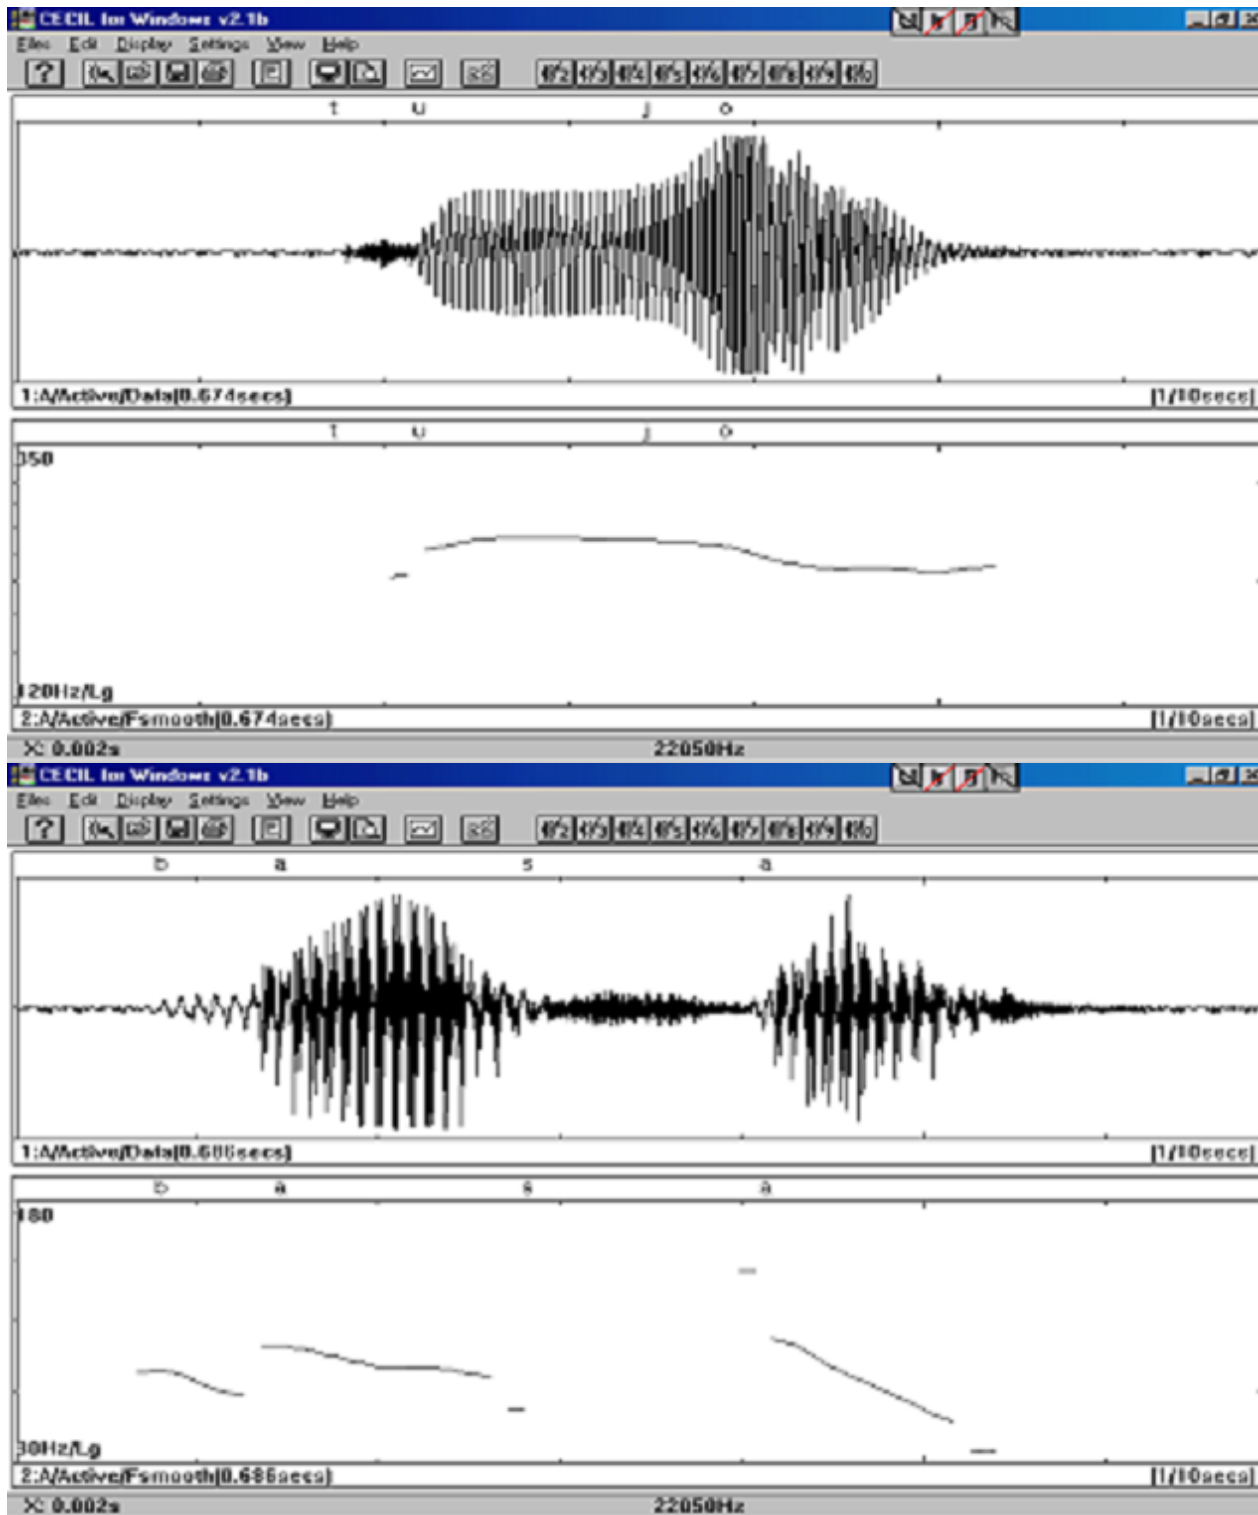 CECIL for Windows v2.1b
Files Edit Display Settings View Help
t u j o
1:A/Active/Data(0.674secs) [1/10secs]
t u j o
350
120Hz/Lg
2:A/Active/Fsmooth(0.674secs) [1/10secs]
X: 0.002s 22050Hz
CECIL for Windows v2.1b
Files Edit Display Settings View Help
b a s a
1:A/Active/Data(0.686secs) [1/10secs]
b a s a
180
2:A/Active/Fsmooth(0.686secs) [1/10secs]
X: 0.002s 22050Hz